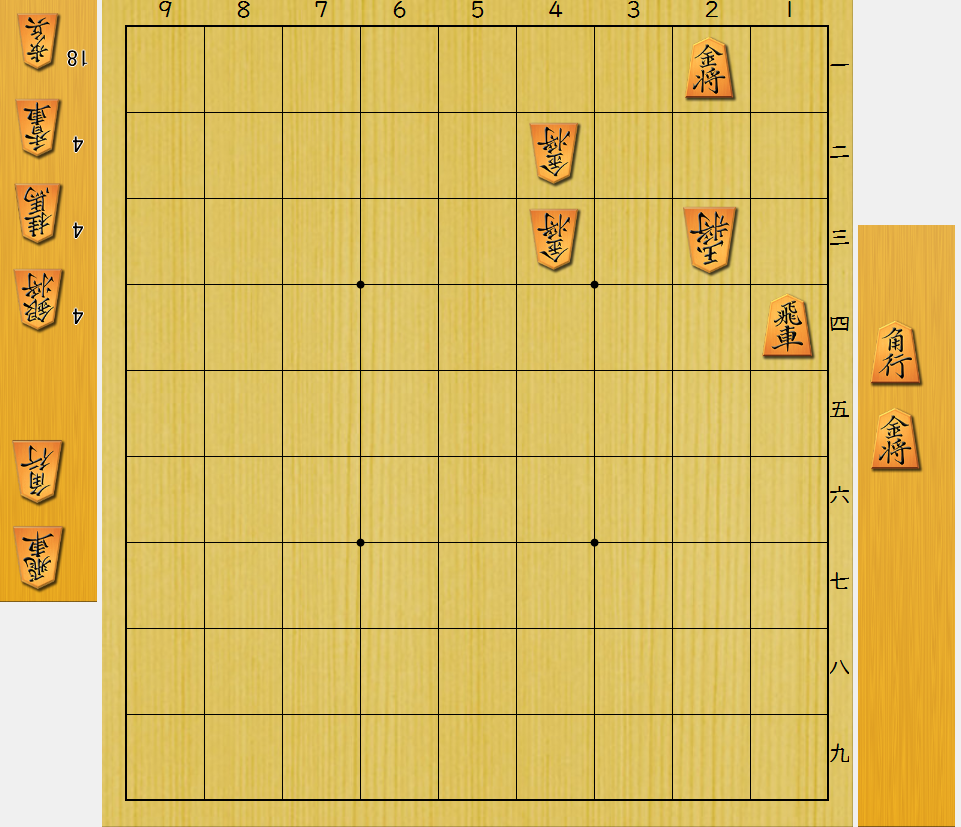 9 8 7 6 5 4 3 2 1
歩兵 18
香車 4
桂馬 4
銀将 4
角行
飛車
金将
金将
金将 玉将
飛車
一
二
三
四
五
六
七
八
九
角行
金将